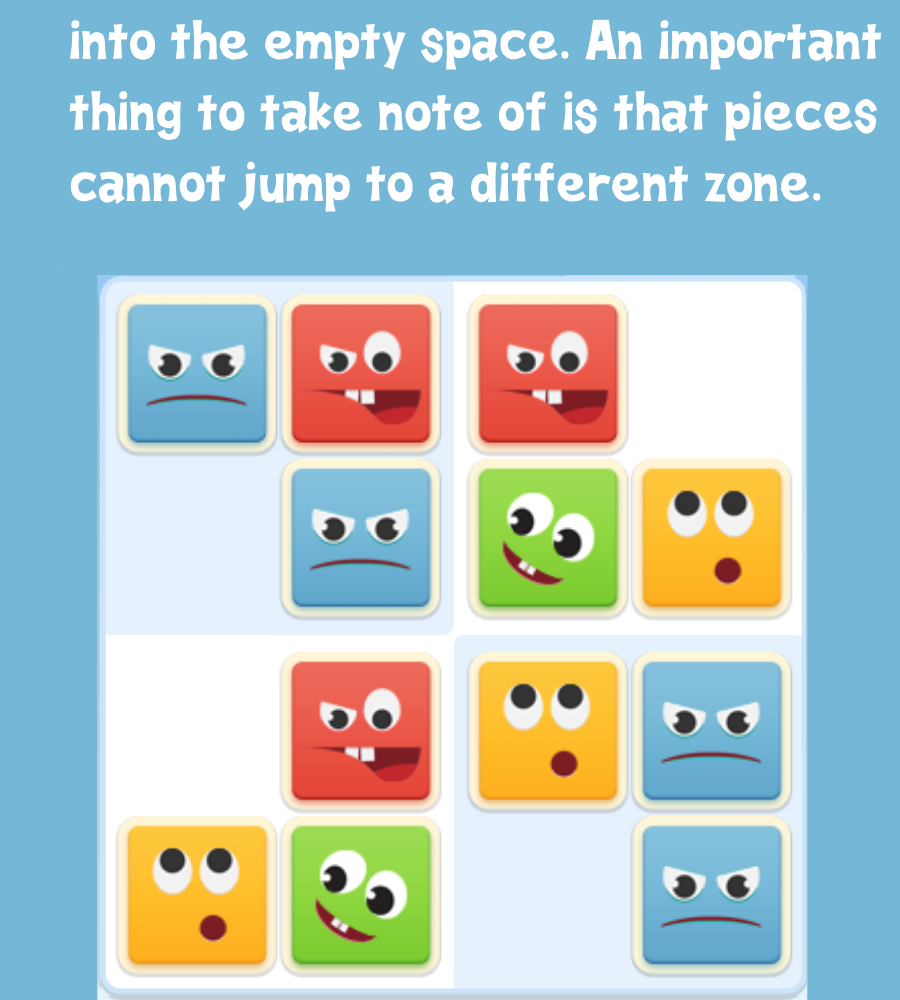 into the empty space. An important
thing to take note of is that pieces
cannot jump to a different zone.